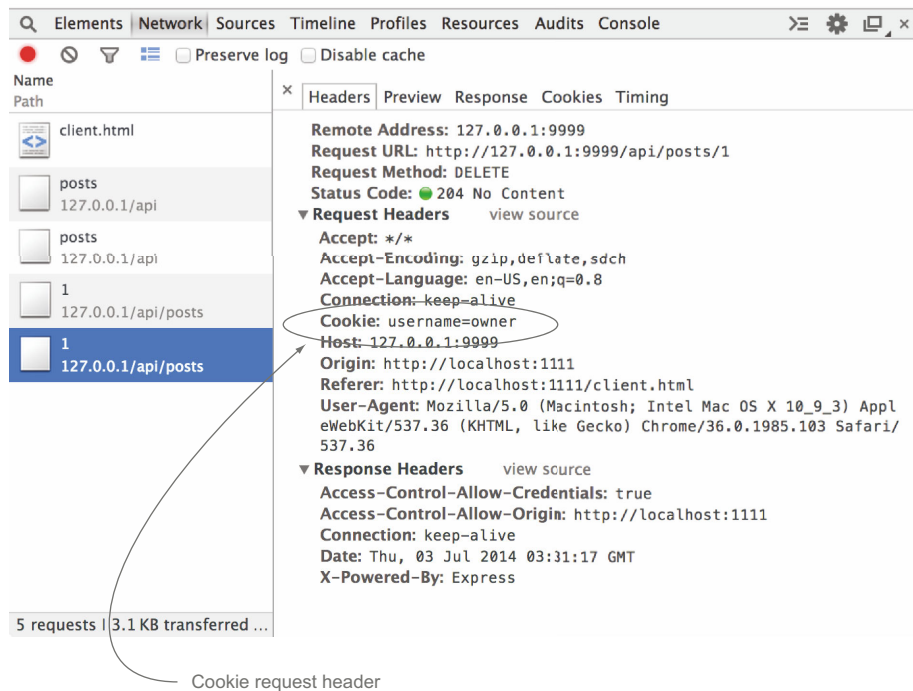 Elements Network Sources Timeline Profiles Resources Audits Console
Preserve log Disable cache
Name
Path
client.html
posts
127.0.0.1/api
posts
127.0.0.1/api
1
127.0.0.1/api/posts
1
127.0.0.1/api/posts
5 requests | 3.1 KB transferred ...
× Headers Preview Response Cookies Timing
Remote Address: 127.0.0.1:9999
Request URL: http://127.0.0.1:9999/api/posts/1
Request Method: DELETE
Status Code: 204 No Content
Request Headers view source
Accept: */*
Accept-Encoding: gzip,deflate,sdch
Accept-Language: en-US,en;q=0.8
Connection: keep-alive
Cookie: username=owner
Host: 127.0.0.1:9999
Origin: http://localhost:1111
Referer: http://localhost:1111/client.html
User-Agent: Mozilla/5.0 (Macintosh; Intel Mac OS X 10_9_3) Appl
eWebKit/537.36 (KHTML, like Gecko) Chrome/36.0.1985.103 Safari/
537.36
Response Headers view source
Access-Control-Allow-Credentials: true
Access-Control-Allow-Origin: http://localhost:1111
Connection: keep-alive
Date: Thu, 03 Jul 2014 03:31:17 GMT
X-Powered-By: Express
Cookie request header